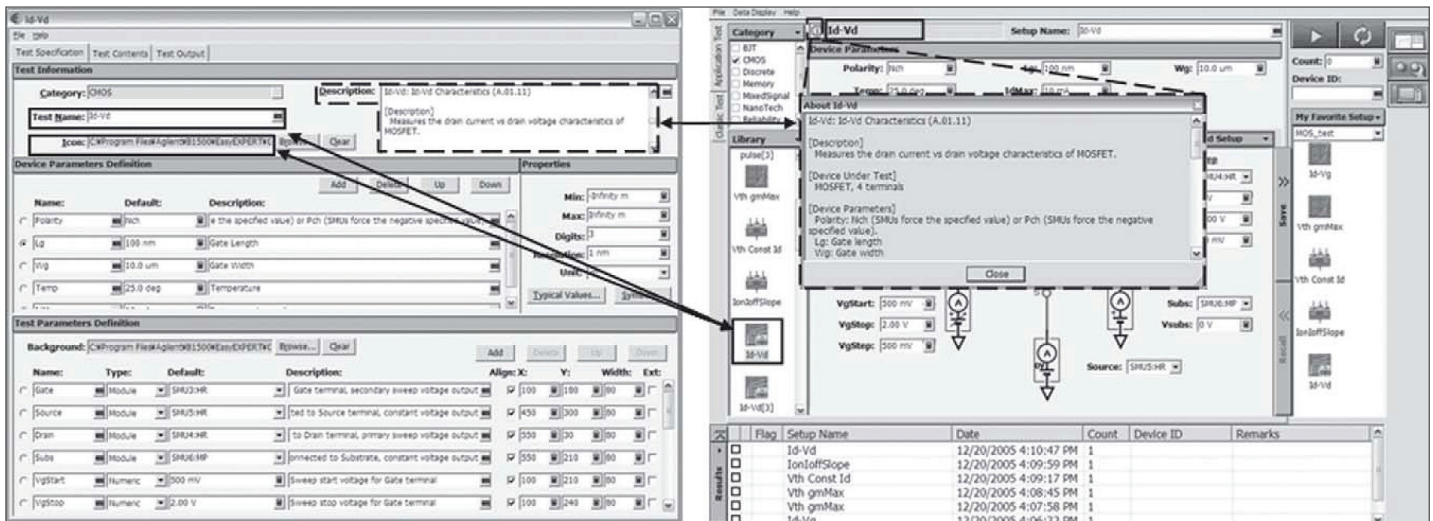 Id-Vd
File Help
Test Specification Test Contents Test Output
Test Information
Category: CMOS
Description: Id-Vd: Id-Vd Characteristics (A.01.11)
[Description]
Measures the drain current vs drain voltage characteristics of
MOSFET.
Test Name: Id-Vd
Icon: C:¥Program Files¥Agilent¥B1500¥EasyEXPERT¥C Browse... Clear
Device Parameters Definition
Properties
Add Delete Up Down
Name: Default: Description:
Polarity Nch e the specified value) or Pch (SMUs force the negative specified value)
Lg 100 nm Gate Length
Wg 10.0 um Gate Width
Temp 25.0 deg Temperature
Min: -Infinity m
Max: Infinity m
Digits: 3
Resolution: 1 nm
Unit:
Typical Values...
Test Parameters Definition
Background: C:¥Program Files¥Agilent¥B1500¥EasyEXPERT¥C Browse... Clear
Add Delete Up Down
Name: Type: Default: Description: Align: X: Y: Width: Ext:
Gate Module SMU3:HR Gate terminal, secondary sweep voltage output 100 180 80
Source Module SMU5:HR ted to Source terminal, constant voltage output 450 300 80
Drain Module SMU4:HR to Drain terminal, primary sweep voltage output 550 30 80
Subs Module SMU6:MP onnected to Substrate, constant voltage output 550 210 80
VgStart Numeric 500 mV Sweep start voltage for Gate terminal 100 210 80
VgStop Numeric 2.00 V Sweep stop voltage for Gate terminal 100 240 80
File Data Display Help
Application Test
Classic Test
Category
BJT
CMOS
Discrete
Memory
MixedSignal
NanoTech
Reliability
Library
pulse[3]
Vth gmMax
Vth Const Id
IonIoffSlope
Id-Vd
Id-Vd[3]
Id-Vd
Setup Name: Id-Vd
Device Parameters
Polarity: Nch Lg: 100 nm Wg: 10.0 um
Temp: 25.0 deg IdMax: 10 mA
About Id-Vd
Id-Vd: Id-Vd Characteristics (A.01.11)
[Description]
Measures the drain current vs drain voltage characteristics of MOSFET.
[Device Under Test]
MOSFET, 4 terminals
[Device Parameters]
Polarity: Nch (SMUs force the specified value) or Pch (SMUs force the negative
specified value).
Lg: Gate length
Wg: Gate width
Close
d Setup
VgStart: 500 mV
VgStop: 2.00 V
VgStep: 500 mV
A
A
A
Subs: SMU6:MP
Vsubs: 0 V
Source: SMU5:HR
Save
Recall
Count: 0
Device ID:
My Favorite Setup
MOS_test
Id-Vg
Vth gmMax
Vth Const Id
IonIoffSlope
Id-Vd
Results
Flag Setup Name Date Count Device ID Remarks
Id-Vd 12/20/2005 4:10:47 PM 1
IonIoffSlope 12/20/2005 4:09:59 PM 1
Vth Const Id 12/20/2005 4:09:17 PM 1
Vth gmMax 12/20/2005 4:08:45 PM 1
Vth gmMax 12/20/2005 4:07:58 PM 1
Id-Vg 12/20/2005 4:06:33 PM 1